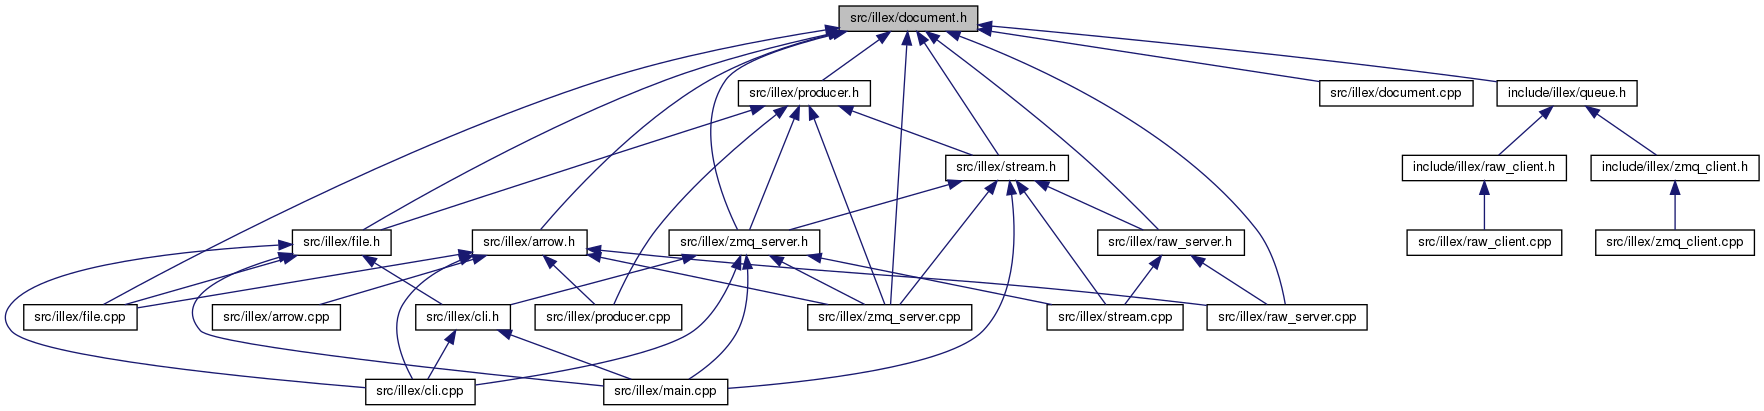 src/illex/document.h
src/illex/producer.h
src/illex/document.cpp
include/illex/queue.h
src/illex/stream.h
include/illex/raw_client.h
include/illex/zmq_client.h
src/illex/file.h
src/illex/arrow.h
src/illex/zmq_server.h
src/illex/raw_server.h
src/illex/raw_client.cpp
src/illex/zmq_client.cpp
src/illex/file.cpp
src/illex/arrow.cpp
src/illex/cli.h
src/illex/producer.cpp
src/illex/zmq_server.cpp
src/illex/stream.cpp
src/illex/raw_server.cpp
src/illex/cli.cpp
src/illex/main.cpp